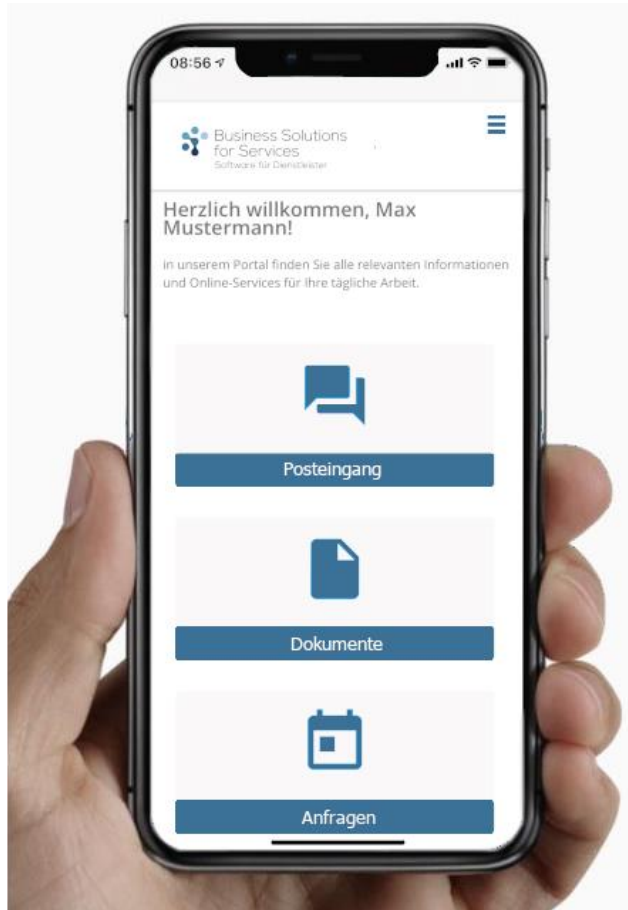 08:56
Business Solutions
for Services
Software für Dienstleister
Herzlich willkommen, Max
Mustermann!
in unserem Portal finden Sie alle relevanten Informationen
und Online-Services für Ihre tägliche Arbeit.
Posteingang
Dokumente
Anfragen